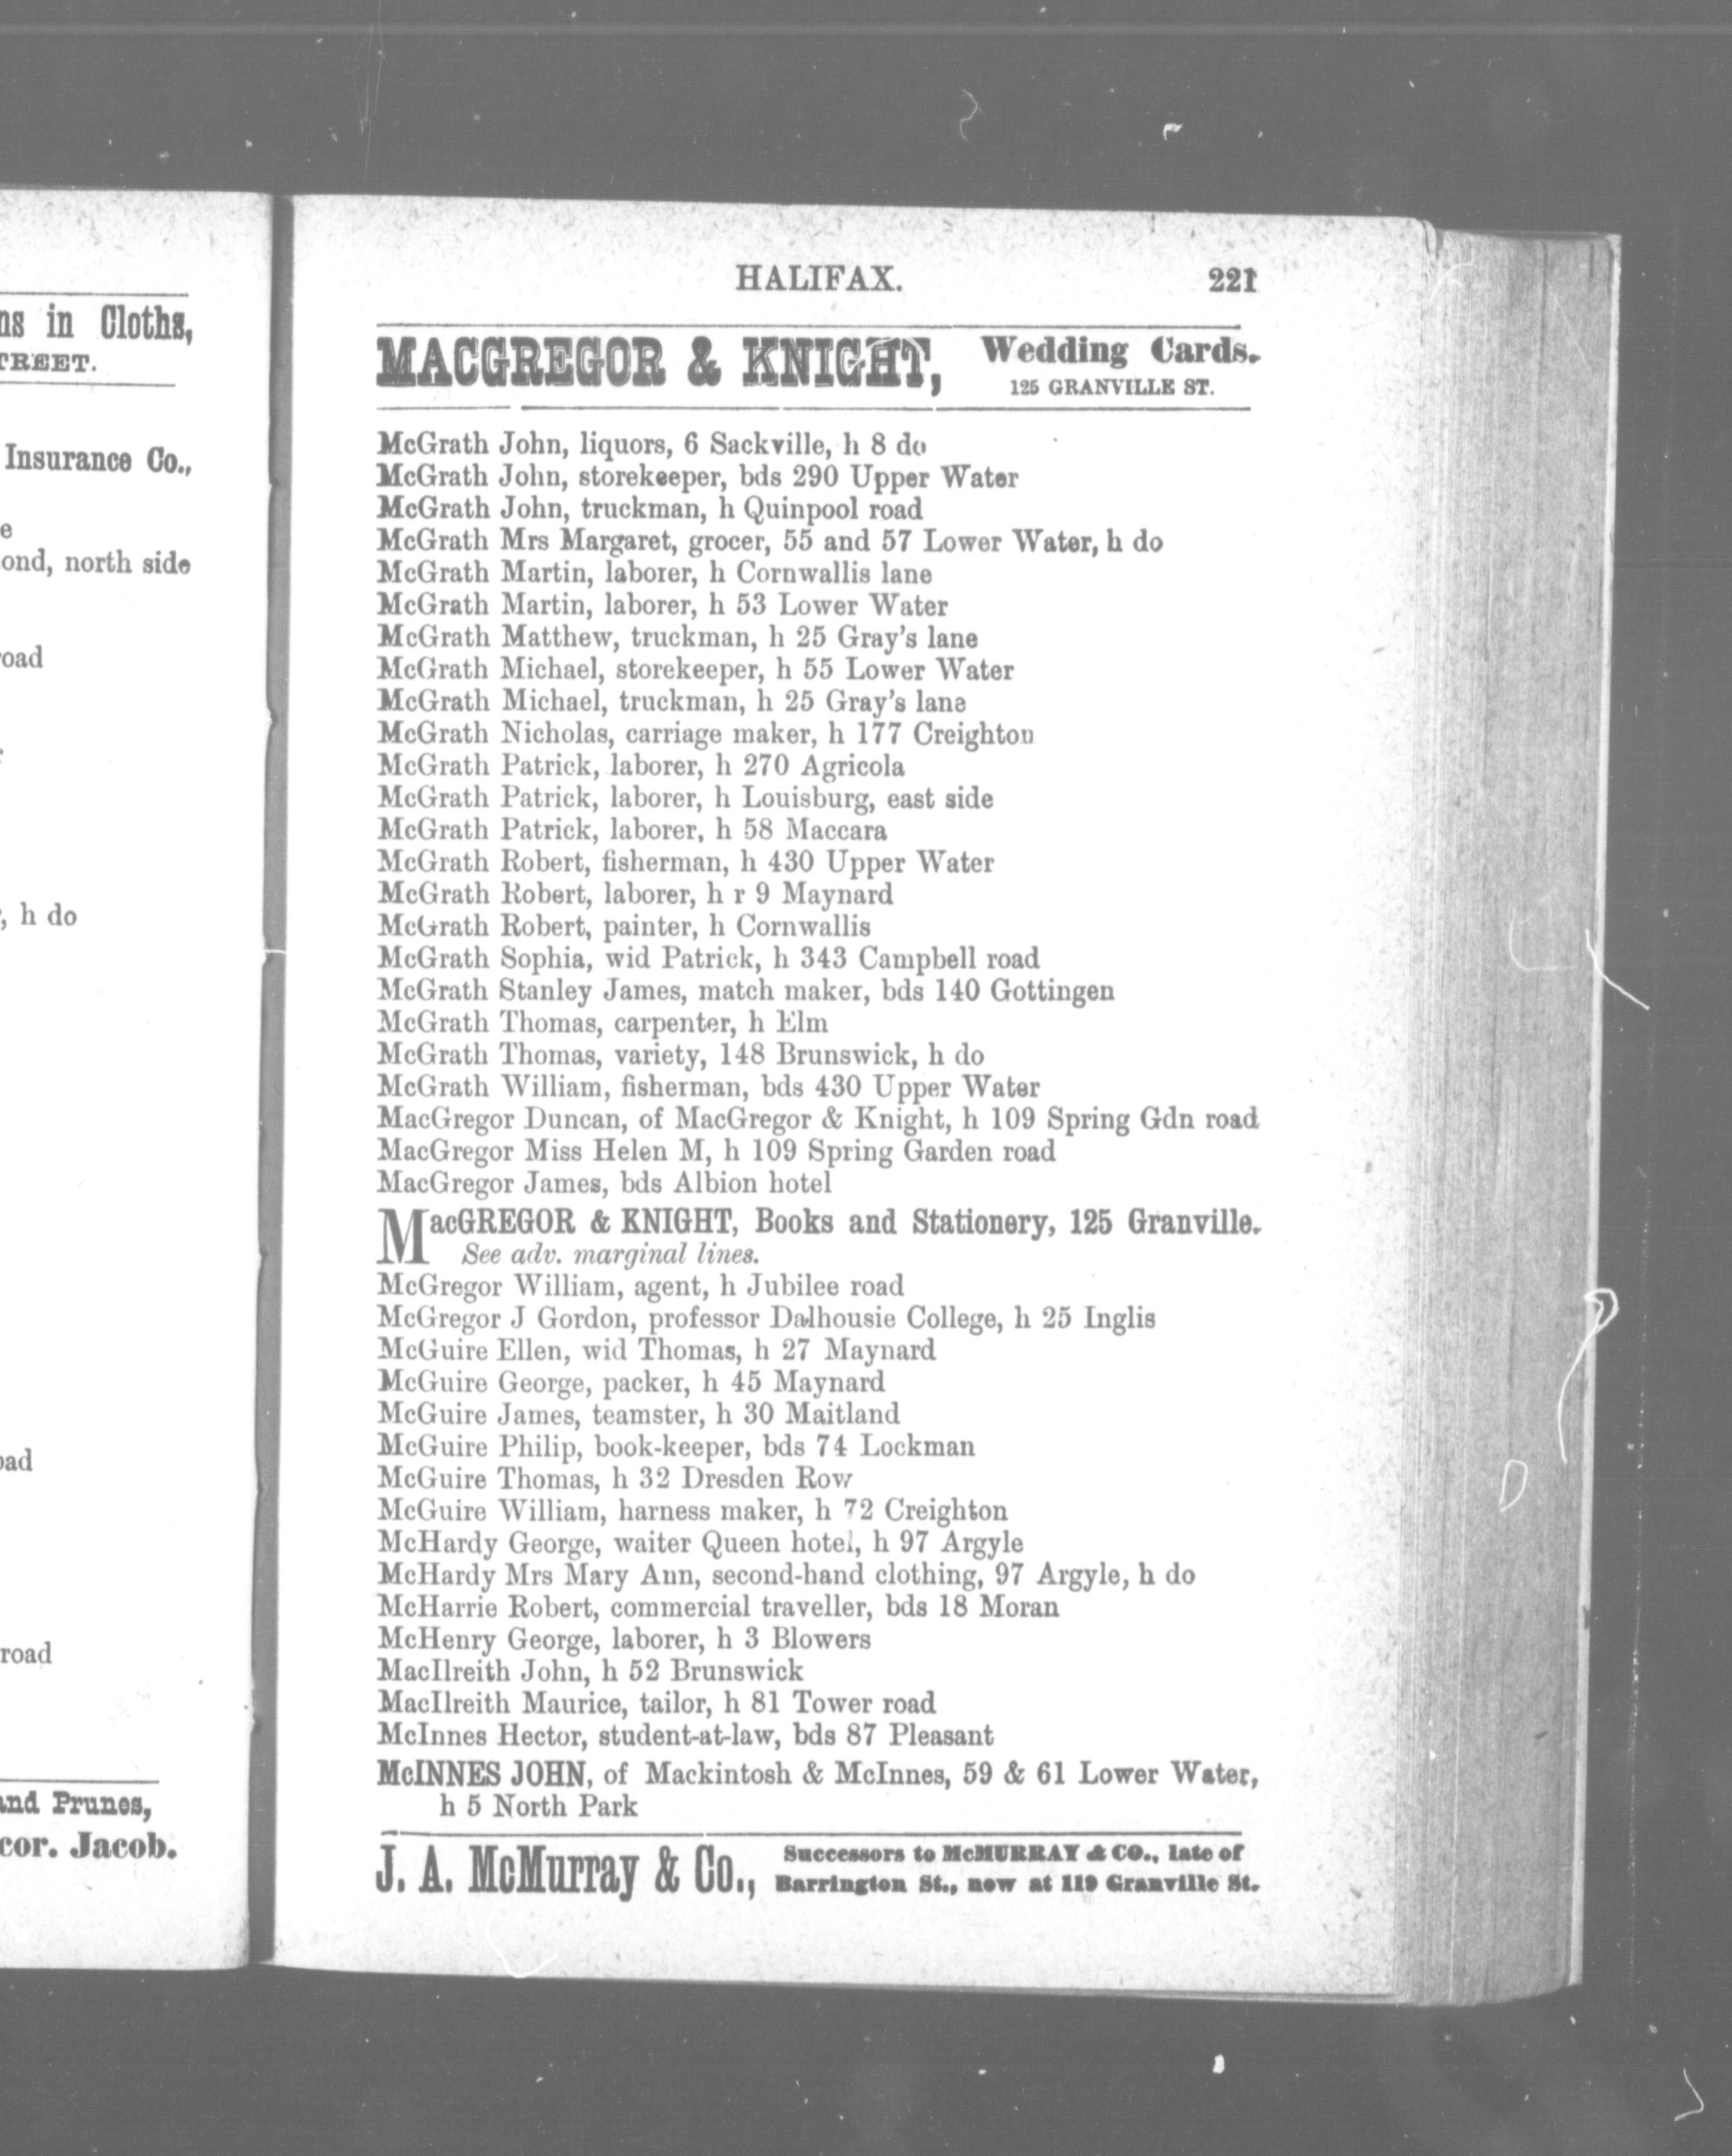 ns in Cloths,
TREET.
Insurance Co.,
e
ond, north side
road
, h do
oad
road
and Prunes,
cor. Jacob.
HALIFAX. 221
MACGREGOR & KNIGHT, Wedding Cards.
125 GRANVILLE ST.
McGrath John, liquors, 6 Sackville, h 8 do
McGrath John, storekeeper, bds 290 Upper Water
McGrath John, truckman, h Quinpool road
McGrath Mrs Margaret, grocer, 55 and 57 Lower Water, h do
McGrath Martin, laborer, h Cornwallis lane
McGrath Martin, laborer, h 53 Lower Water
McGrath Matthew, truckman, h 25 Gray's lane
McGrath Michael, storekeeper, h 55 Lower Water
McGrath Michael, truckman, h 25 Gray's lane
McGrath Nicholas, carriage maker, h 177 Creighton
McGrath Patrick, laborer, h 270 Agricola
McGrath Patrick, laborer, h Louisburg, east side
McGrath Patrick, laborer, h 58 Maccara
McGrath Robert, fisherman, h 430 Upper Water
McGrath Robert, laborer, h r 9 Maynard
McGrath Robert, painter, h Cornwallis
McGrath Sophia, wid Patrick, h 343 Campbell road
McGrath Stanley James, match maker, bds 140 Gottingen
McGrath Thomas, carpenter, h Elm
McGrath Thomas, variety, 148 Brunswick, h do
McGrath William, fisherman, bds 430 Upper Water
MacGregor Duncan, of MacGregor & Knight, h 109 Spring Gdn road
MacGregor Miss Helen M, h 109 Spring Garden road
MacGregor James, bds Albion hotel
MacGREGOR & KNIGHT, Books and Stationery, 125 Granville.
See adv. marginal lines.
McGregor William, agent, h Jubilee road
McGregor J Gordon, professor Dalhousie College, h 25 Inglis
McGuire Ellen, wid Thomas, h 27 Maynard
McGuire George, packer, h 45 Maynard
McGuire James, teamster, h 30 Maitland
McGuire Philip, book-keeper, bds 74 Lockman
McGuire Thomas, h 32 Dresden Row
McGuire William, harness maker, h 72 Creighton
McHardy George, waiter Queen hotel, h 97 Argyle
McHardy Mrs Mary Ann, second-hand clothing, 97 Argyle, h do
McHarrie Robert, commercial traveller, bds 18 Moran
McHenry George, laborer, h 3 Blowers
MacIlreith John, h 52 Brunswick
MacIlreith Maurice, tailor, h 81 Tower road
McInnes Hector, student-at-law, bds 87 Pleasant
McINNES JOHN, of Mackintosh & McInnes, 59 & 61 Lower Water,
h 5 North Park
J. A. McMurray & Co., Successors to McMURRAY & CO., late of
Barrington St., now at 119 Granville St.